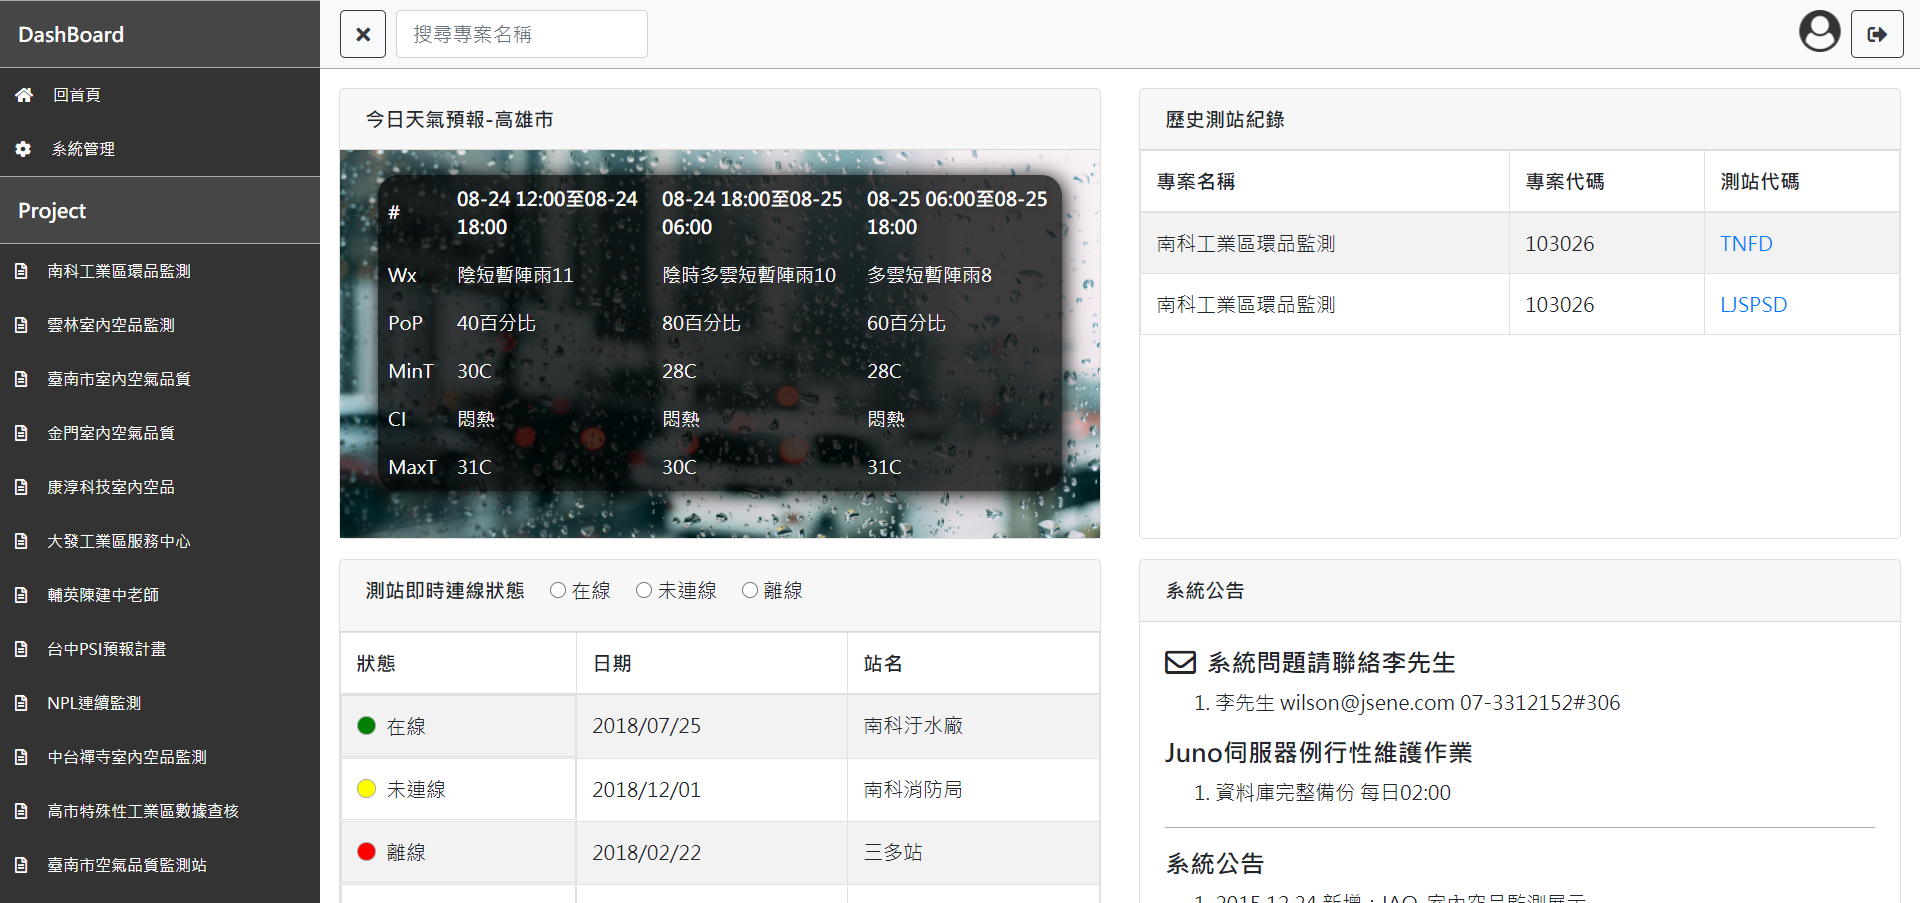 DashBoard
回首頁
系統管理
Project
南科工業區環品監測
雲林室內空品監測
臺南市室內空氣品質
金門室內空氣品質
康淳科技室內空品
大發工業區服務中心
輔英陳建中老師
台中PSI預報計畫
NPL連續監測
中台禪寺室內空品監測
高市特殊性工業區數據查核
臺南市空氣品質監測站
搜尋專案名稱
今日天氣預報-高雄市
# 08-24 12:00至08-24 18:00 08-24 18:00至08-25 06:00 08-25 06:00至08-25 18:00
Wx 陰短暫陣雨11 陰時多雲短暫陣雨10 多雲短暫陣雨8
PoP 40百分比 80百分比 60百分比
MinT 30C 28C 28C
CI 悶熱 悶熱 悶熱
MaxT 31C 30C 31C
歷史測站紀錄
專案名稱 專案代碼 測站代碼
南科工業區環品監測 103026 TNFD
南科工業區環品監測 103026 LJSPSD
測站即時連線狀態 在線 未連線 離線
狀態 日期 站名
在線 2018/07/25 南科汙水廠
未連線 2018/12/01 南科消防局
離線 2018/02/22 三多站
系統公告
系統問題請聯絡李先生
1. 李先生 wilson@jsene.com 07-3312152#306
Juno伺服器例行性維護作業
1. 資料庫完整備份 每日02:00
系統公告
1. 2015.12.24 新增：IAQ 室內空品監測展示